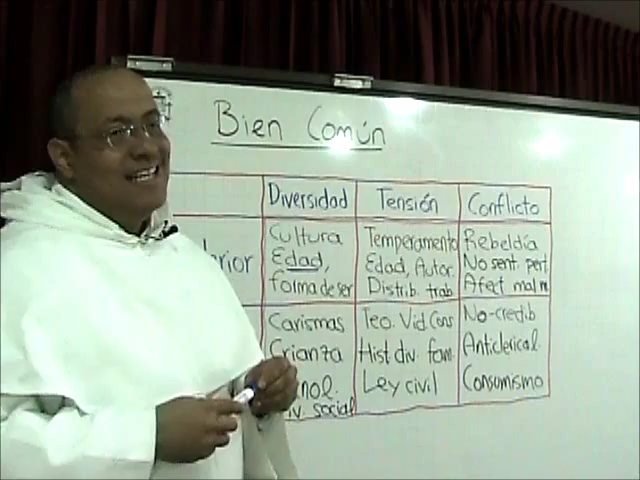 Bien Común
Diversidad Tensión Conflicto
Cultura Temperamento Rebeldía
Edad, Edad, Autor. No sent. pert.
forma de ser Distrib. trab Afect mal m
Carismas Teo. Vid. Cons No-credib
Crianza Hist div. fam. Anticlerical
Ley civil Consumismo
social